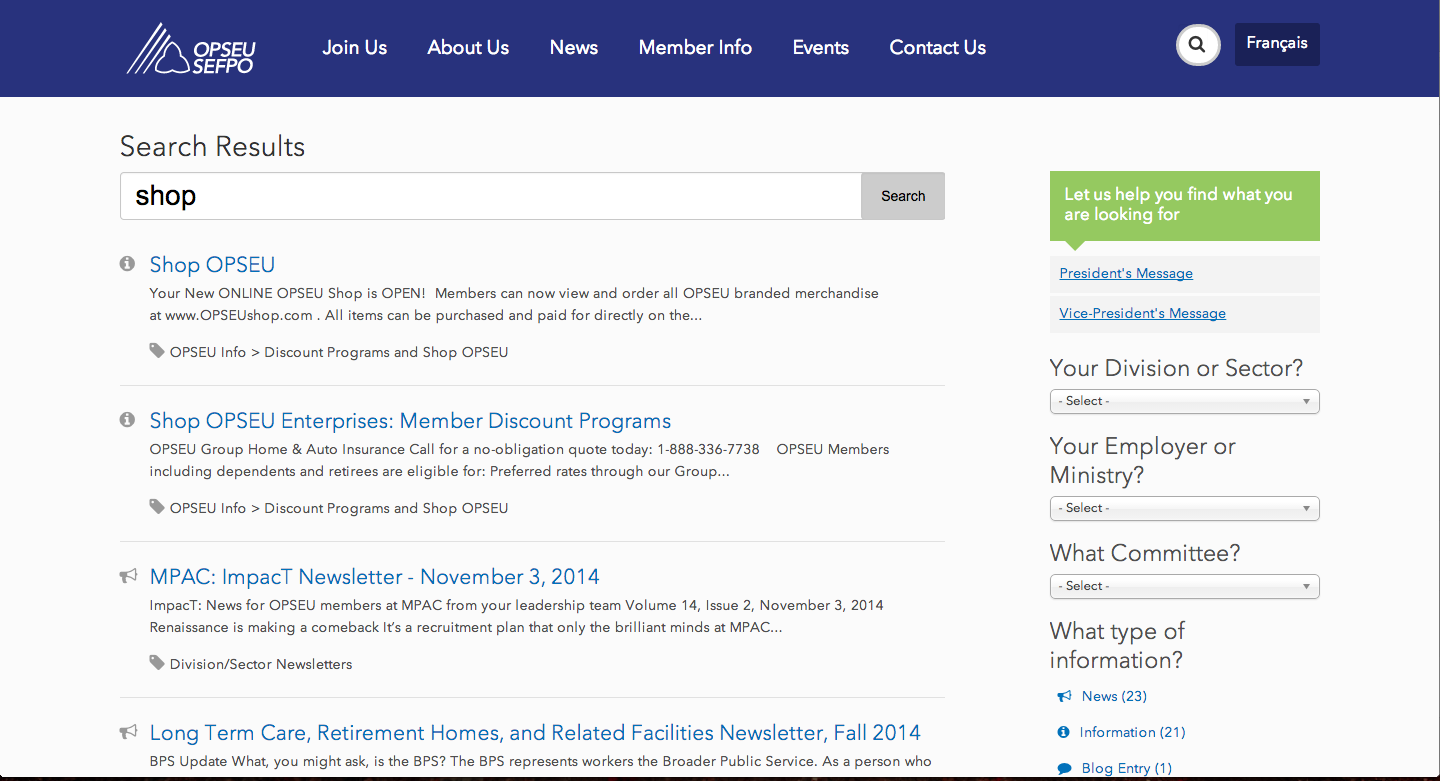 OPSEU
SEFPO
Join Us
About Us
News
Member Info
Events
Contact Us
Français
Search Results
shop
Search
Shop OPSEU
Your New ONLINE OPSEU Shop is OPEN!  Members can now view and order all OPSEU branded merchandise
at www.OPSEUshop.com . All items can be purchased and paid for directly on the...
OPSEU Info > Discount Programs and Shop OPSEU
Shop OPSEU Enterprises: Member Discount Programs
OPSEU Group Home & Auto Insurance Call for a no-obligation quote today: 1-888-336-7738    OPSEU Members
including dependents and retirees are eligible for: Preferred rates through our Group...
OPSEU Info > Discount Programs and Shop OPSEU
MPAC: ImpacT Newsletter - November 3, 2014
ImpacT: News for OPSEU members at MPAC from your leadership team Volume 14, Issue 2, November 3, 2014
Renaissance is making a comeback It’s a recruitment plan that only the brilliant minds at MPAC...
Division/Sector Newsletters
Long Term Care, Retirement Homes, and Related Facilities Newsletter, Fall 2014
BPS Update What, you might ask, is the BPS? The BPS represents workers the Broader Public Service. As a person who
Let us help you find what you
are looking for
President's Message
Vice-President's Message
Your Division or Sector?
- Select -
Your Employer or
Ministry?
- Select -
What Committee?
- Select -
What type of
information?
News (23)
Information (21)
Blog Entry (1)